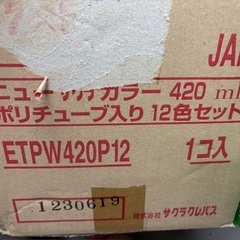 JA
ニュー カラー 420 ml
ポリチューブ入り 12色セット
ETPW420P12 1コ入
1230619
株式会社 サクラクレパス